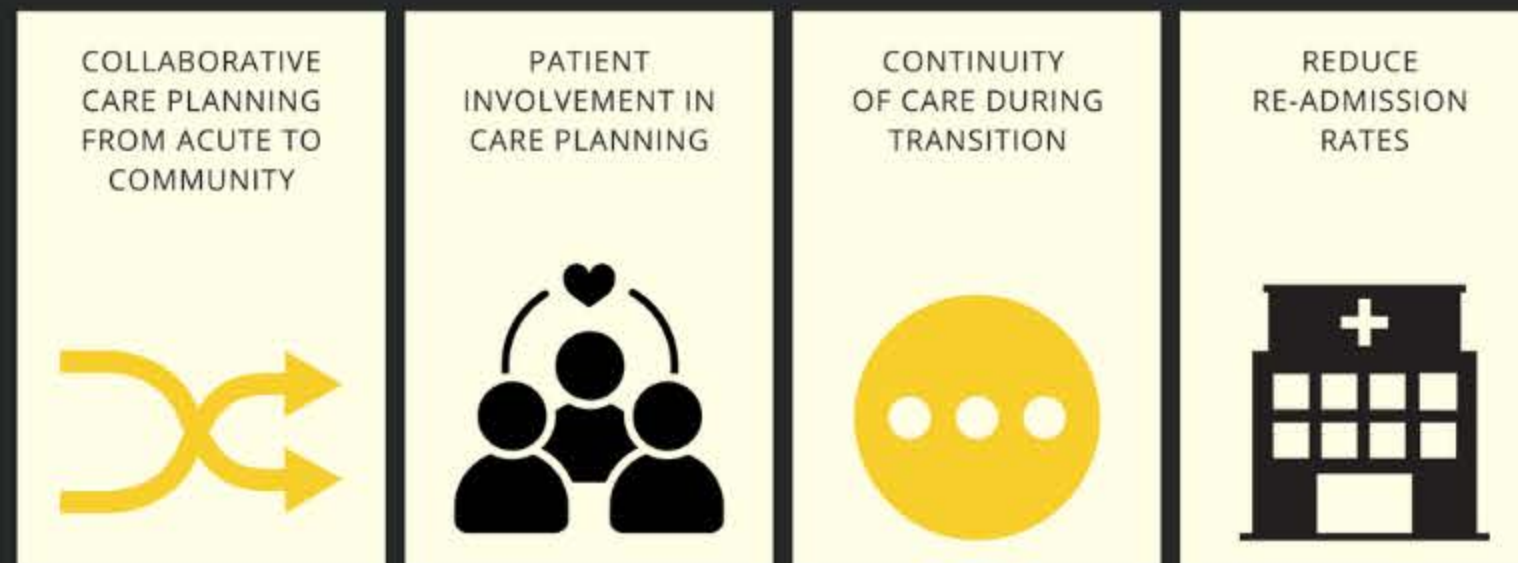 COLLABORATIVE
CARE PLANNING
FROM ACUTE TO
COMMUNITY
PATIENT
INVOLVEMENT IN
CARE PLANNING
CONTINUITY
OF CARE DURING
TRANSITION
REDUCE
RE-ADMISSION
RATES